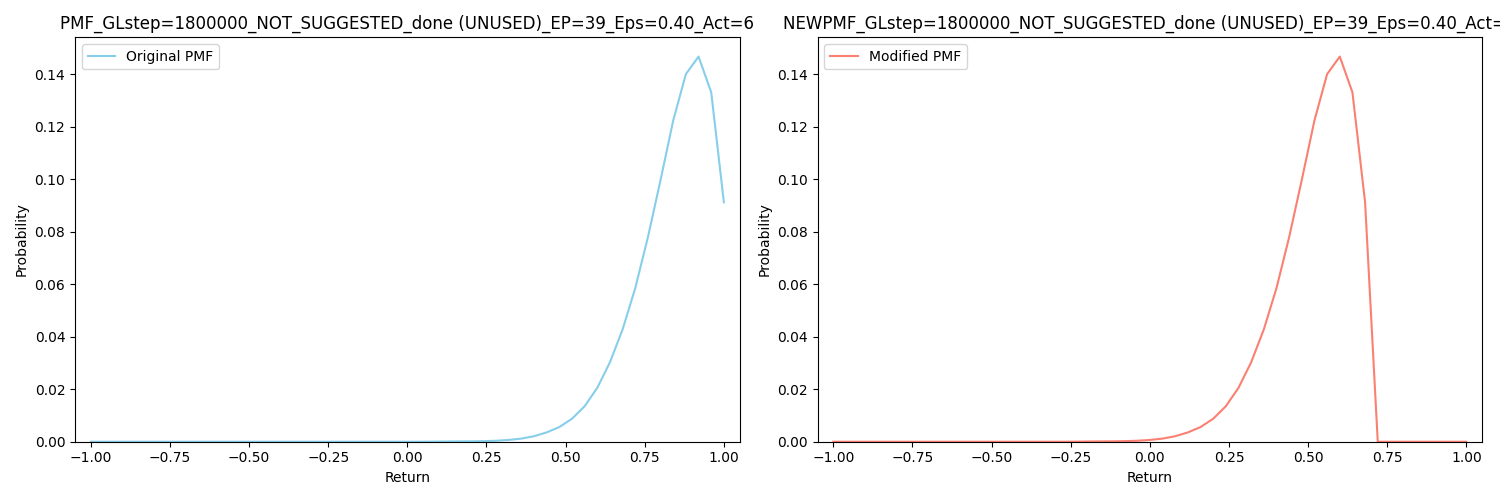 PMF_GLstep=1800000_NOT_SUGGESTED_done (UNUSED)_EP=39_Eps=0.40_Act=6
Original PMF
Probability
0.14
0.12
0.10
0.08
0.06
0.04
0.02
0.00
−1.00 −0.75 −0.50 −0.25 0.00 0.25 0.50 0.75 1.00
Return
NEWPMF_GLstep=1800000_NOT_SUGGESTED_done (UNUSED)_EP=39_Eps=0.40_Act=
Modified PMF
Probability
0.14
0.12
0.10
0.08
0.06
0.04
0.02
0.00
−1.00 −0.75 −0.50 −0.25 0.00 0.25 0.50 0.75 1.00
Return